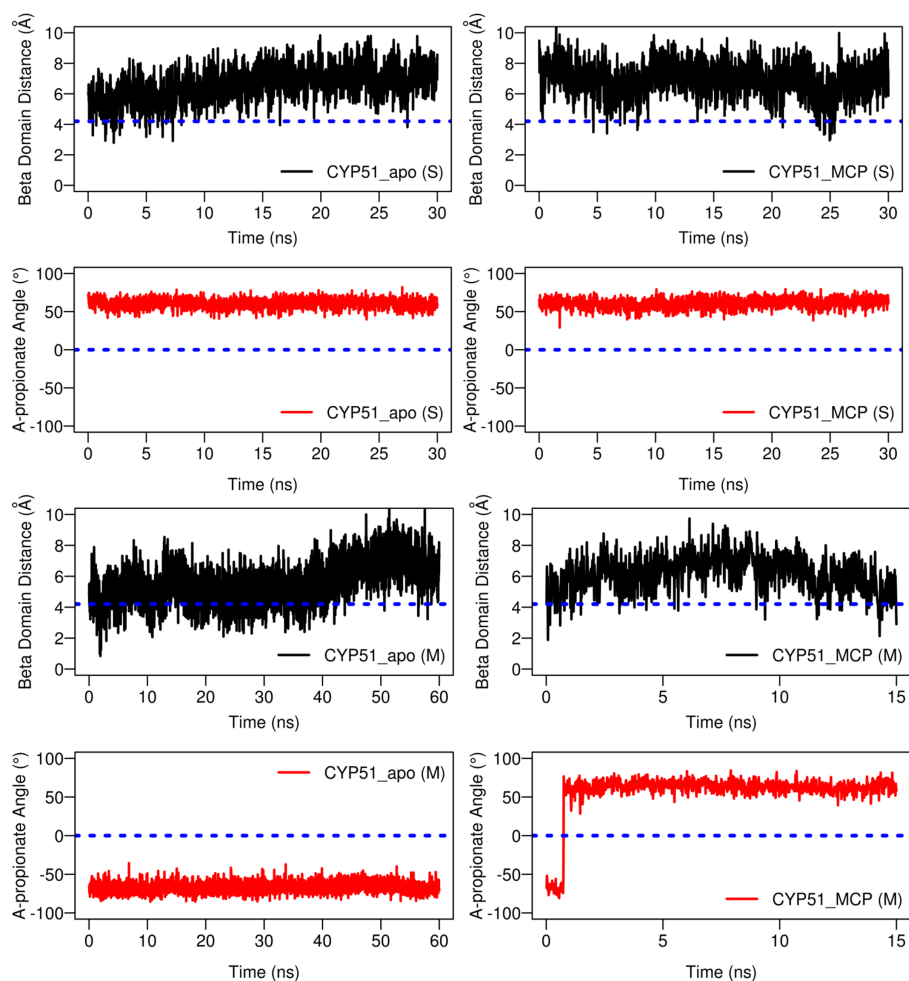 Beta Domain Distance (Å)
10
8
6
4
2
0
CYP51_apo (S)
0 5 10 15 20 25 30
Time (ns)
Beta Domain Distance (Å)
10
8
6
4
2
0
CYP51_MCP (S)
0 5 10 15 20 25 30
Time (ns)
A-propionate Angle (°)
100
50
0
-50
-100
CYP51_apo (S)
0 5 10 15 20 25 30
Time (ns)
A-propionate Angle (°)
100
50
0
-50
-100
CYP51_MCP (S)
0 5 10 15 20 25 30
Time (ns)
Beta Domain Distance (Å)
10
8
6
4
2
0
CYP51_apo (M)
0 10 20 30 40 50 60
Time (ns)
Beta Domain Distance (Å)
10
8
6
4
2
0
CYP51_MCP (M)
0 5 10 15
Time (ns)
A-propionate Angle (°)
100
50
0
-50
-100
CYP51_apo (M)
0 10 20 30 40 50 60
Time (ns)
A-propionate Angle (°)
100
50
0
-50
-100
CYP51_MCP (M)
0 5 10 15
Time (ns)